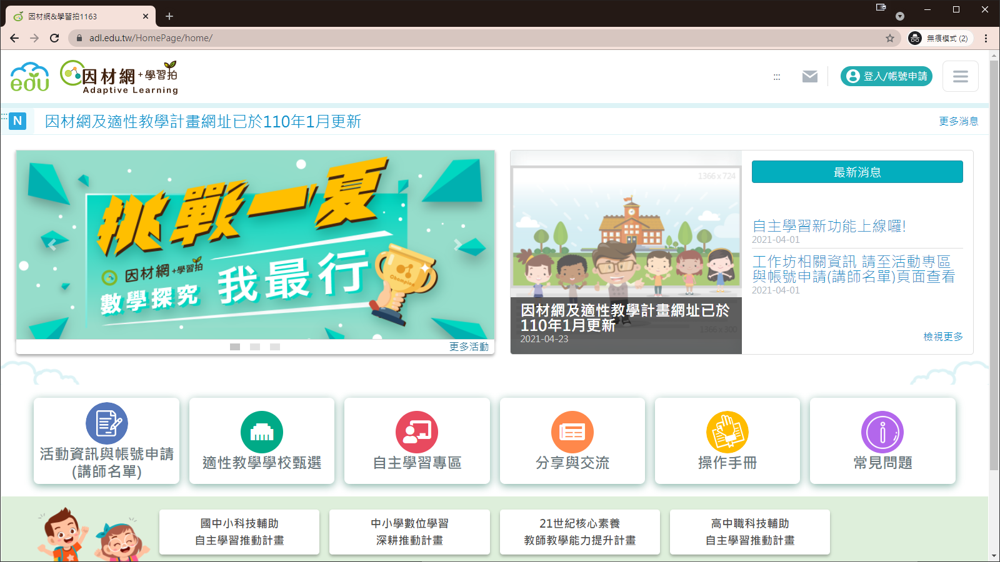 因材網&學習拍1163
adl.edu.tw/HomePage/home/
無痕模式 (2)
edu
因材網+學習拍
Adaptive Learning
:::
登入/帳號申請
:::
N
因材網及適性教學計畫網址已於110年1月更新
更多消息
挑戰一夏
因材網+學習拍
數學探究 我最行
Champion
更多活動
1366 x 724
因材網及適性教學計畫網址已於
110年1月更新
1366 x 300
2021-04-23
最新消息
自主學習新功能上線囉!
2021-04-01
工作坊相關資訊 請至活動專區
與帳號申請(講師名單)頁面查看
2021-04-01
檢視更多
活動資訊與帳號申請
(講師名單)
適性教學學校甄選
自主學習專區
分享與交流
操作手冊
常見問題
國中小科技輔助
自主學習推動計畫
中小學數位學習
深耕推動計畫
21世紀核心素養
教師教學能力提升計畫
高中職科技輔助
自主學習推動計畫